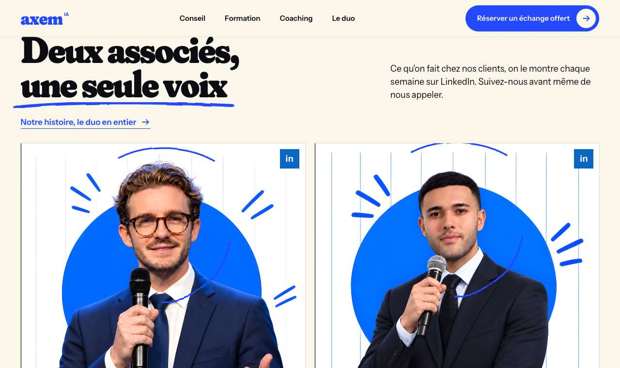 axem IA
Conseil
Formation
Coaching
Le duo
Réserver un échange offert
Deux associés,
une seule voix
Ce qu'on fait chez nos clients, on le montre chaque
semaine sur LinkedIn. Suivez-nous avant même de
nous appeler.
Notre histoire, le duo en entier
in
in